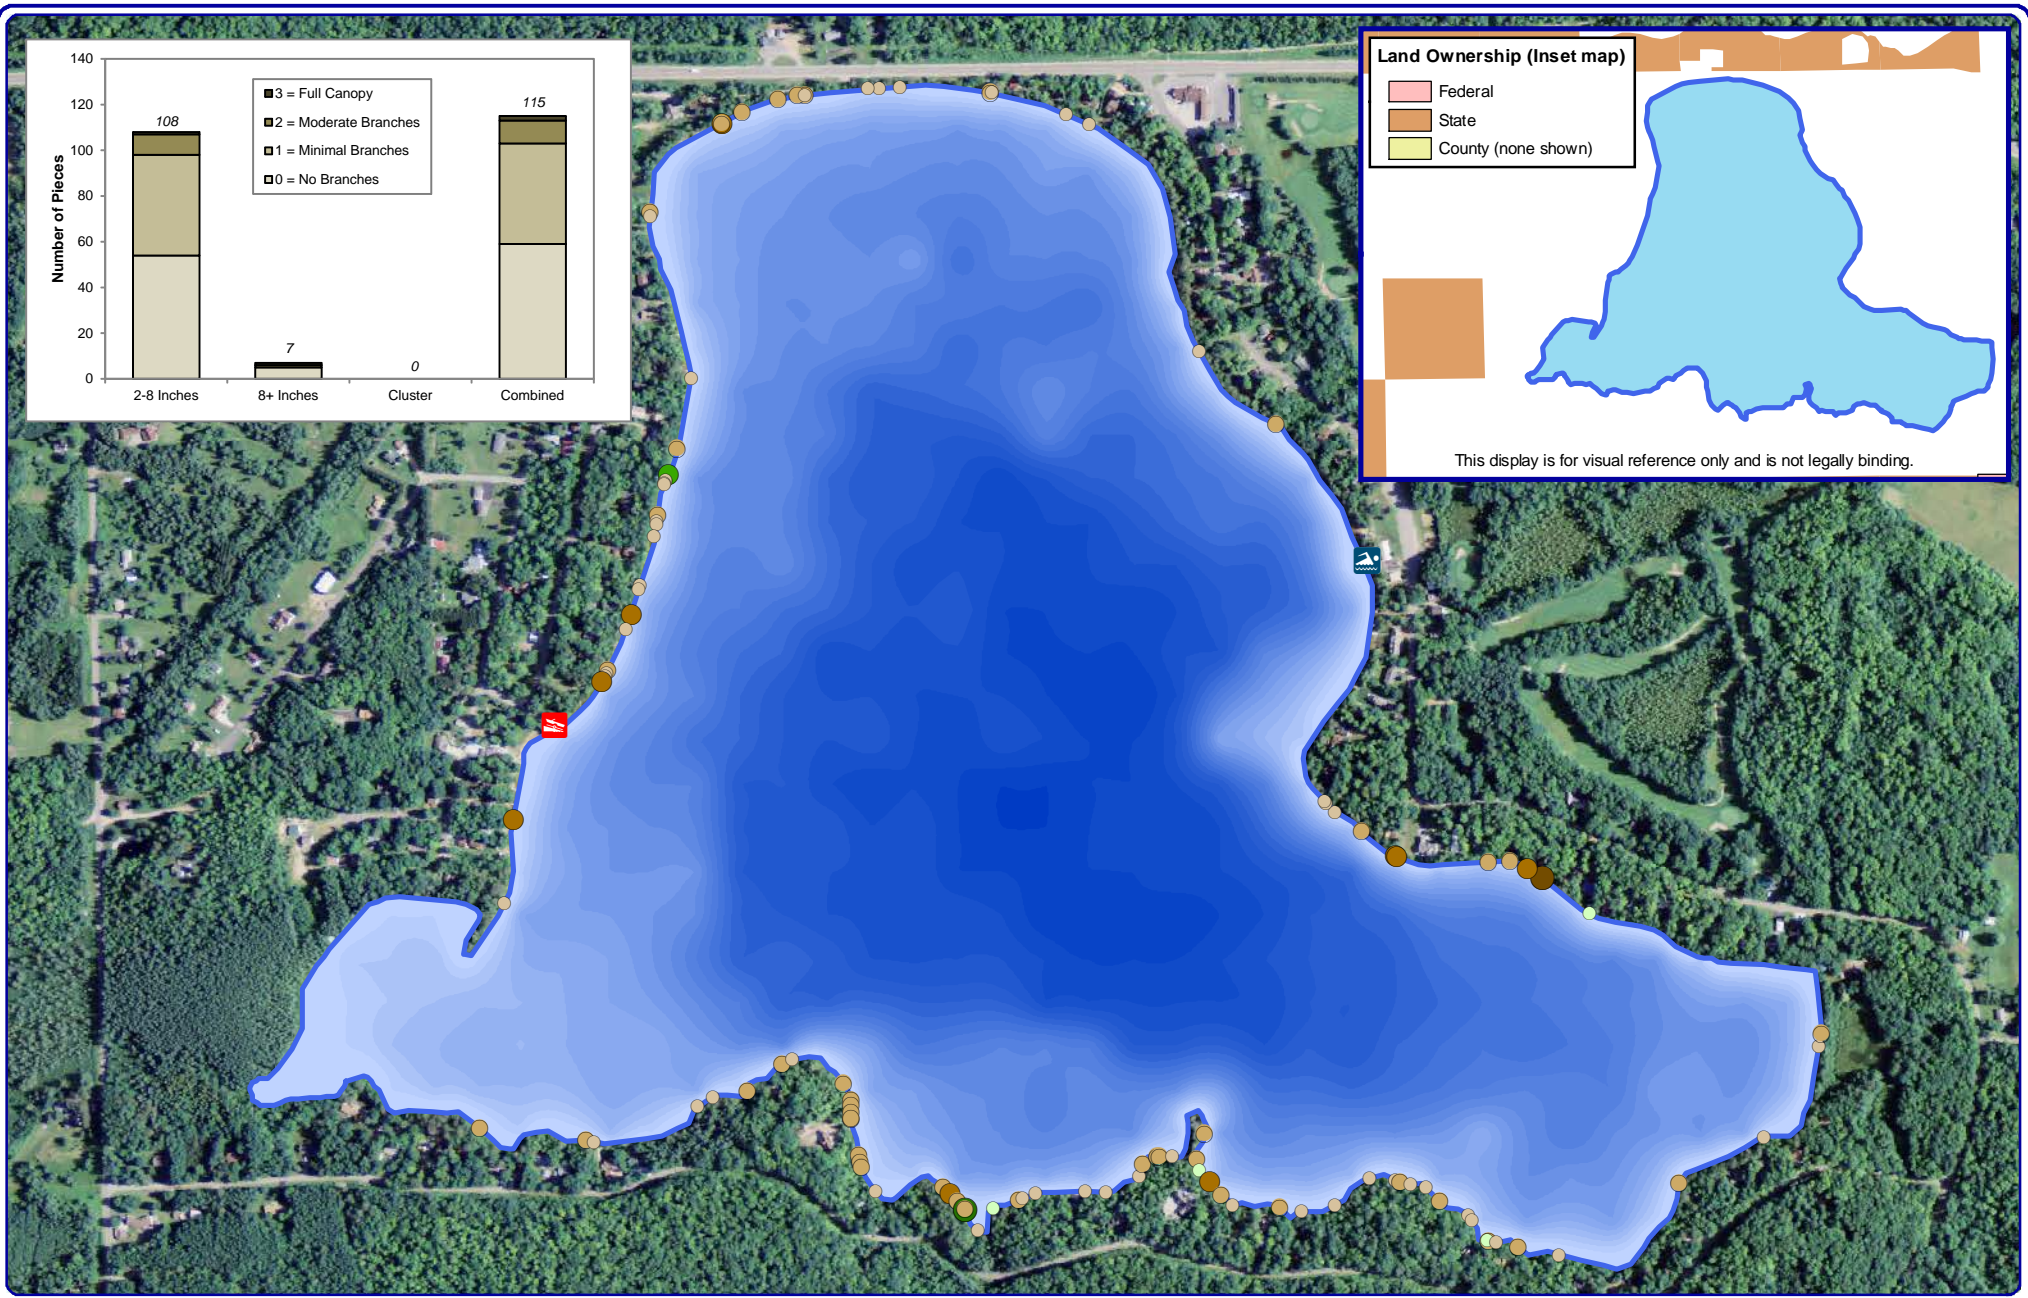 140
120
100
80
60
40
20
0
Number of Pieces
3 = Full Canopy
2 = Moderate Branches
1 = Minimal Branches
0 = No Branches
108
7
0
115
2-8 Inches
8+ Inches
Cluster
Combined
Land Ownership (Inset map)
Federal
State
County (none shown)
This display is for visual reference only and is not legally binding.